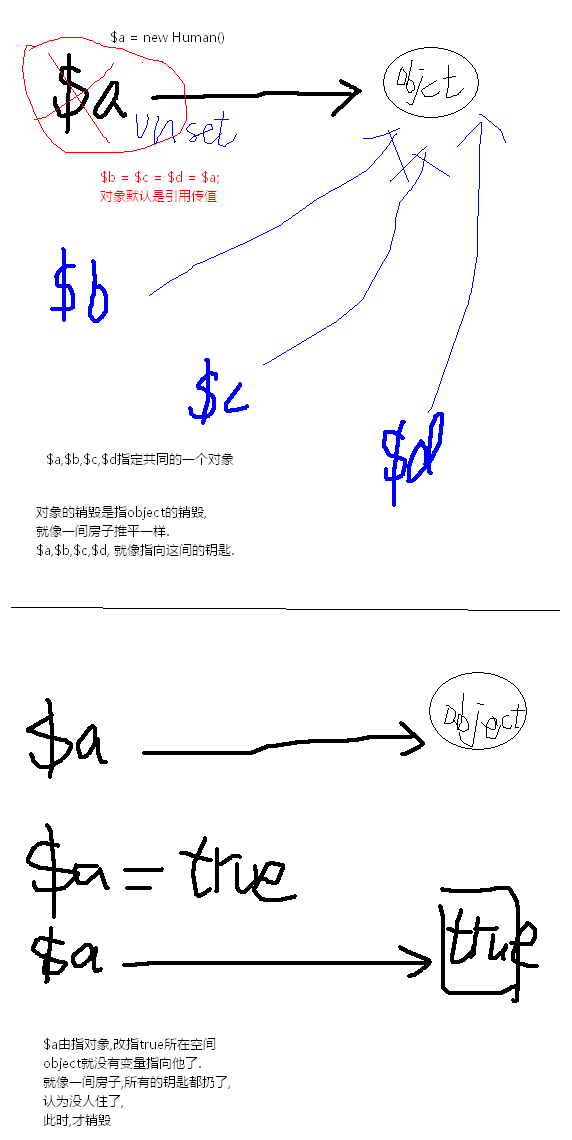 $a = new Human()
$a
object
unset
$b = $c = $d = $a;
对象默认是引用传值
$b
$c
$d
$a,$b,$c,$d指定共同的一个对象
对象的销毁是指object的销毁,
就像一间房子推平一样.
$a,$b,$c,$d, 就像指向这间的钥匙.
$a
object
$a = true
$a
true
$a由指对象,改指true所在空间
object就没有变量指向他了.
就像一间房子,所有的钥匙都扔了,
认为没人住了,
此时,才销毁